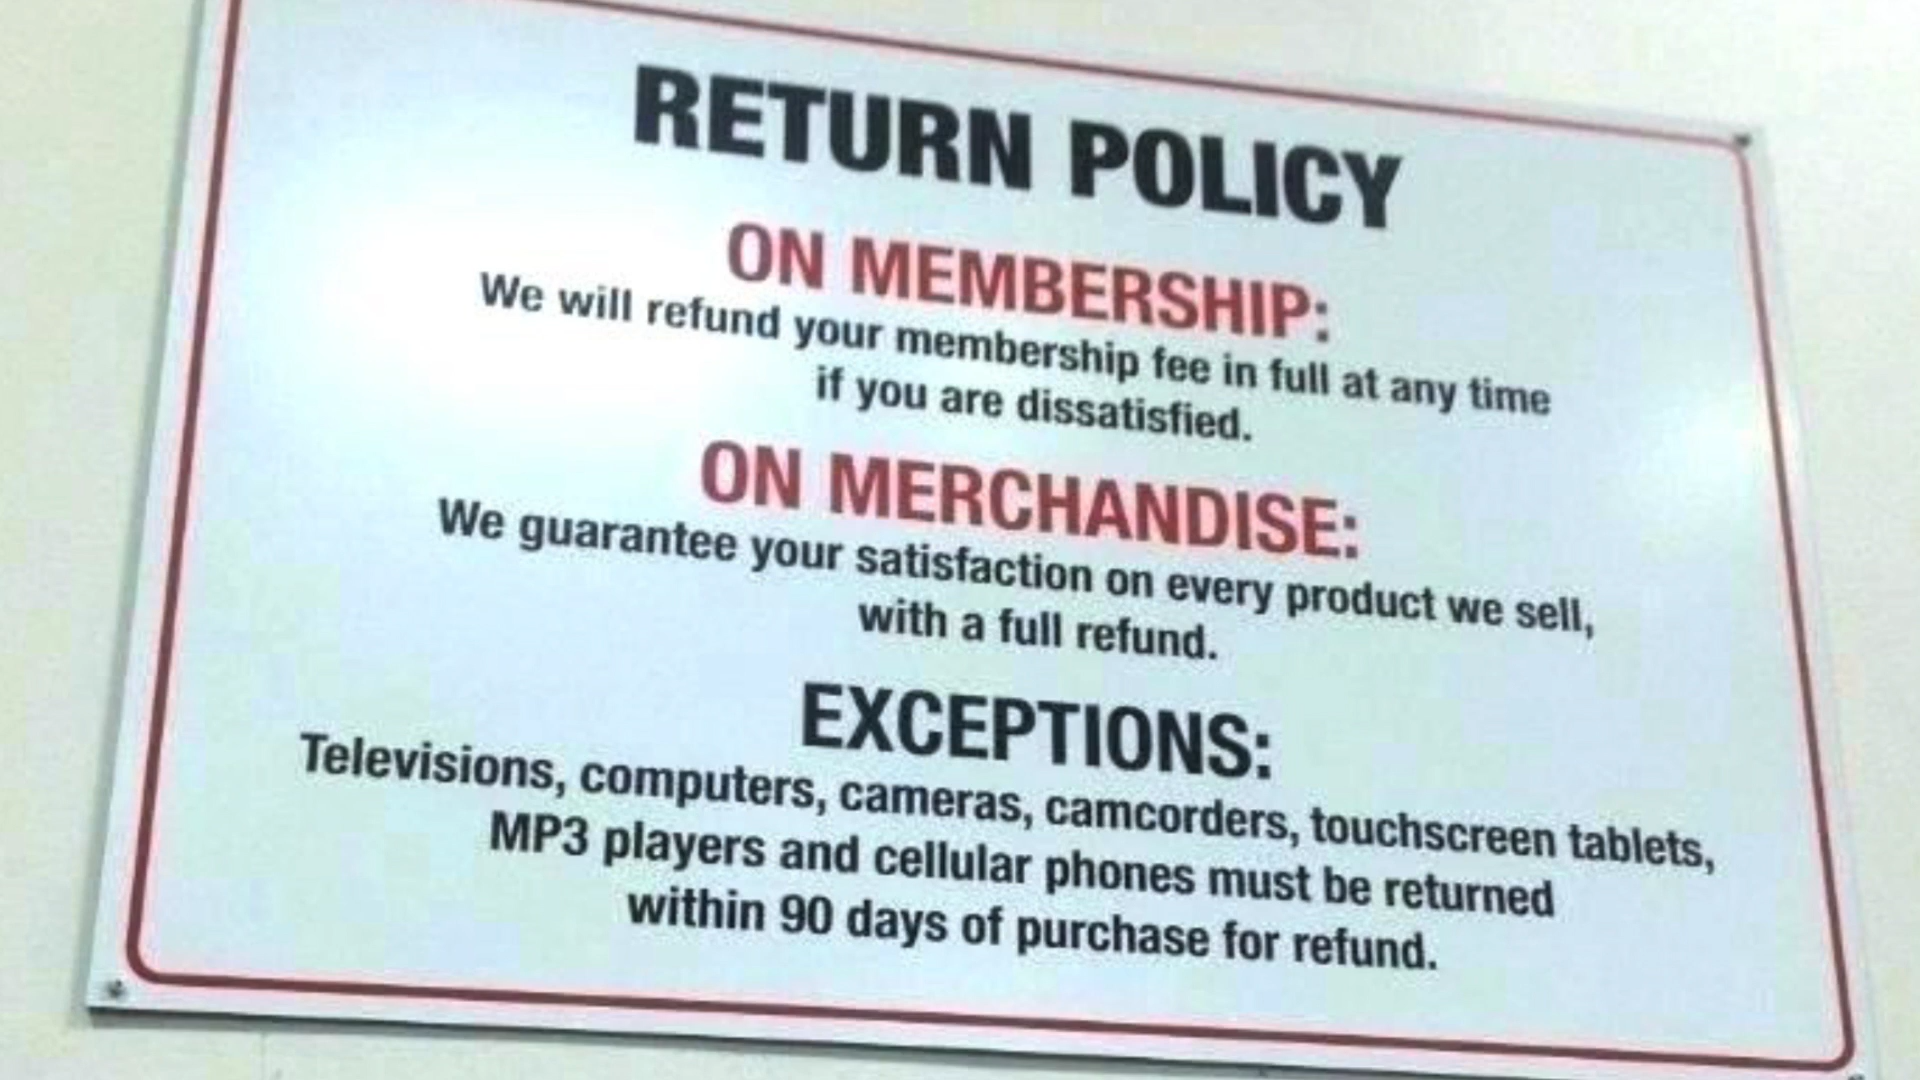 RETURN POLICY
ON MEMBERSHIP:
We will refund your membership fee in full at any time
if you are dissatisfied.
ON MERCHANDISE:
We guarantee your satisfaction on every product we sell,
with a full refund.
EXCEPTIONS:
Televisions, computers, cameras, camcorders, touchscreen tablets,
MP3 players and cellular phones must be returned
within 90 days of purchase for refund.